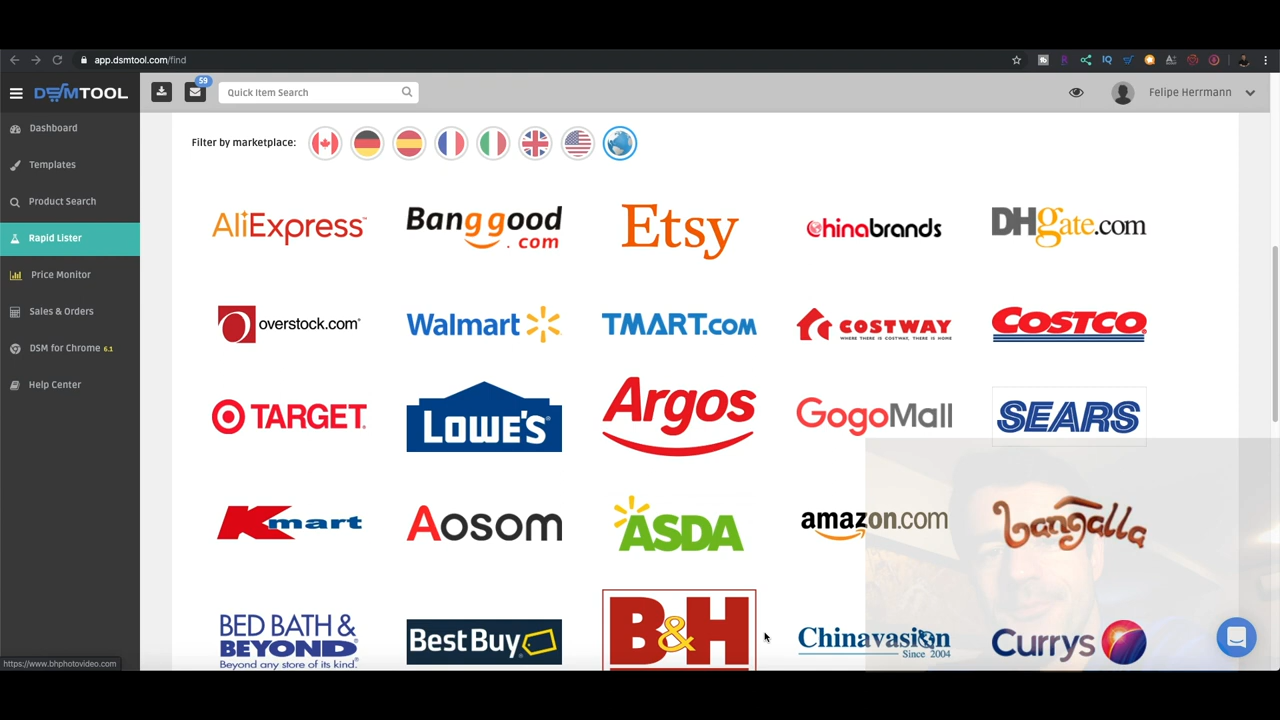 app.dsmtool.com/find
DSMTOOL
59
Quick Item Search
Felipe Herrmann
Dashboard
Templates
Product Search
Rapid Lister
Price Monitor
Sales & Orders
DSM for Chrome 6.1
Help Center
Filter by marketplace:
AliExpress
Banggood
.com
Etsy
Chinabrands
DHgate.com
overstock.com
Walmart
TMART.COM
COSTWAY
WHERE THERE IS COSTWAY, THERE IS HOME
COSTCO
TARGET
LOWE'S
Argos
GogoMall
SEARS
Kmart
Aosom
ASDA
amazon.com
bangalla
BED BATH &
BEYOND
Beyond any store of its kind.
BEST BUY
B&H
Chinavasion
Since 2004
Currys
https://www.bhphotovideo.com